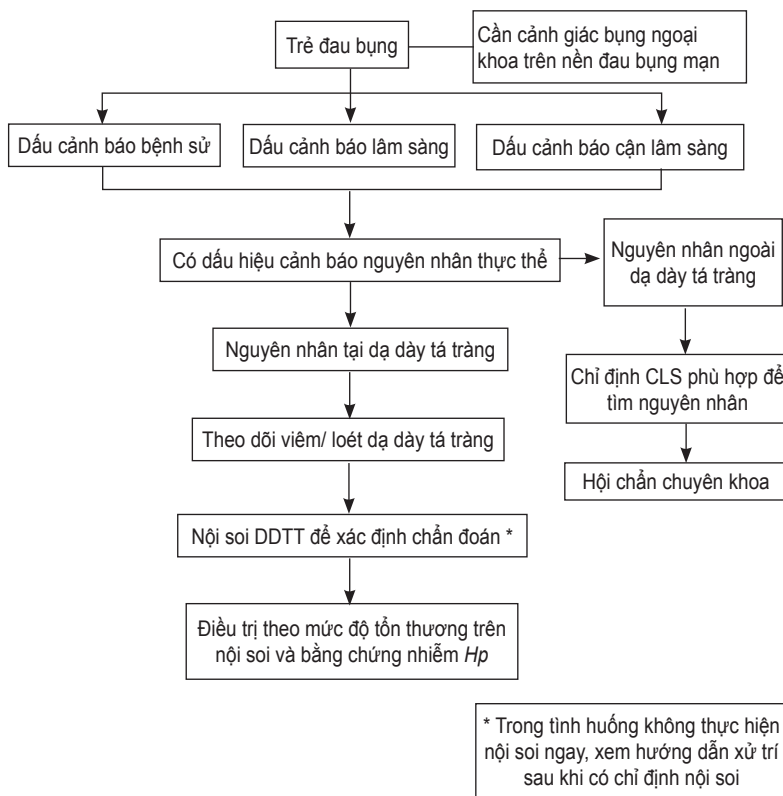 Trẻ đau bụng
Cần cảnh giác bụng ngoại
khoa trên nền đau bụng mạn
Dấu cảnh báo bệnh sử
Dấu cảnh báo lâm sàng
Dấu cảnh báo cận lâm sàng
Có dấu hiệu cảnh báo nguyên nhân thực thể
Nguyên nhân ngoài
dạ dày tá tràng
Nguyên nhân tại dạ dày tá tràng
Chỉ định CLS phù hợp để
tìm nguyên nhân
Theo dõi viêm/ loét dạ dày tá tràng
Hội chẩn chuyên khoa
Nội soi DDTT để xác định chẩn đoán *
Điều trị theo mức độ tổn thương trên
nội soi và bằng chứng nhiễm Hp
* Trong tình huống không thực hiện
nội soi ngay, xem hướng dẫn xử trí
sau khi có chỉ định nội soi